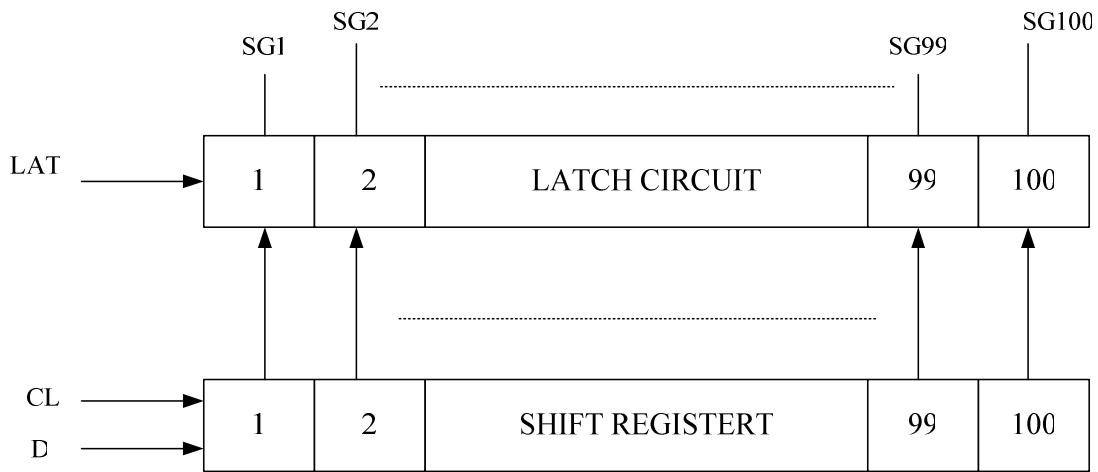 SG1 SG2 SG99 SG100
LAT
1 2 LATCH CIRCUIT 99 100
CL
D
1 2 SHIFT REGISTERT 99 100